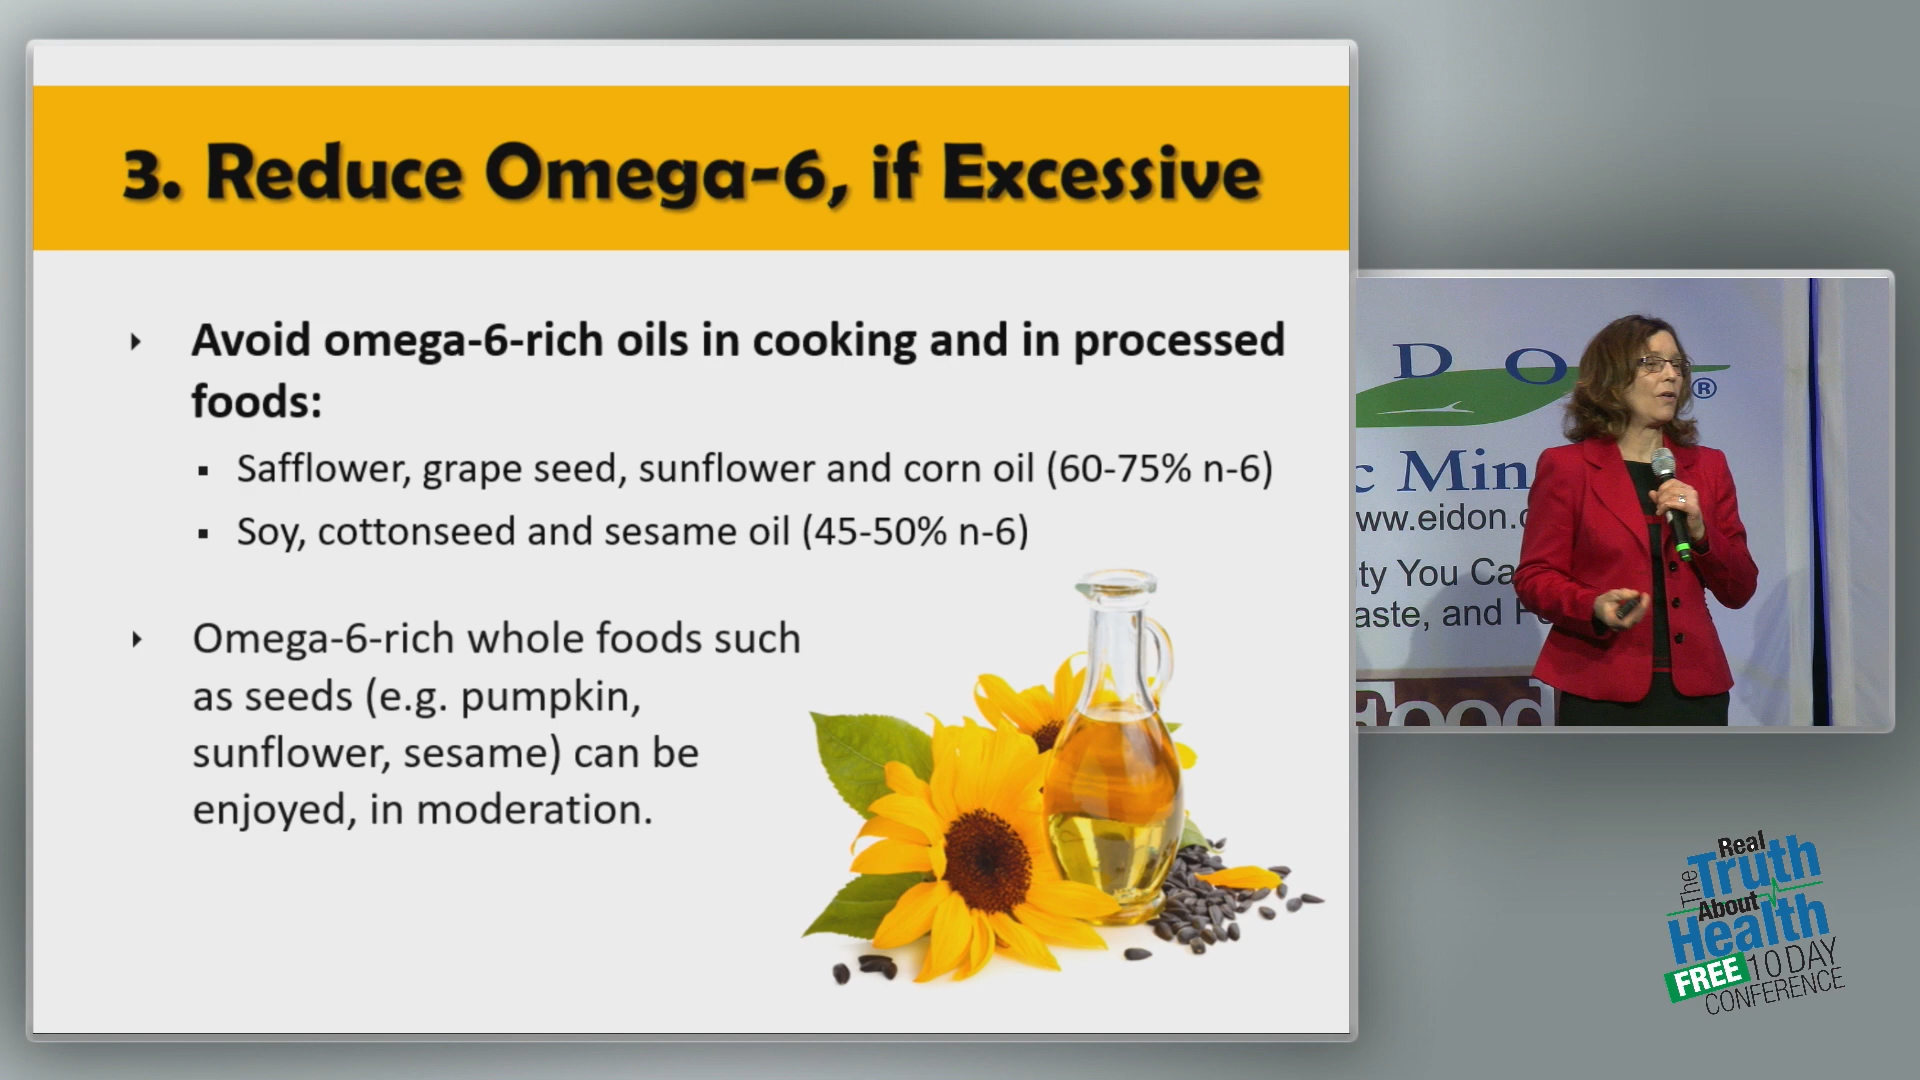 3. Reduce Omega-6, if Excessive
Avoid omega-6-rich oils in cooking and in processed
foods:
Safflower, grape seed, sunflower and corn oil (60-75% n-6)
Soy, cottonseed and sesame oil (45-50% n-6)
Omega-6-rich whole foods such
as seeds (e.g. pumpkin,
sunflower, sesame) can be
enjoyed, in moderation.
D O ®
c Min
ww.eidon.c
ty You Ca
aste, and
Food
The Real
Truth
About
Health
FREE 10 DAY
CONFERENCE